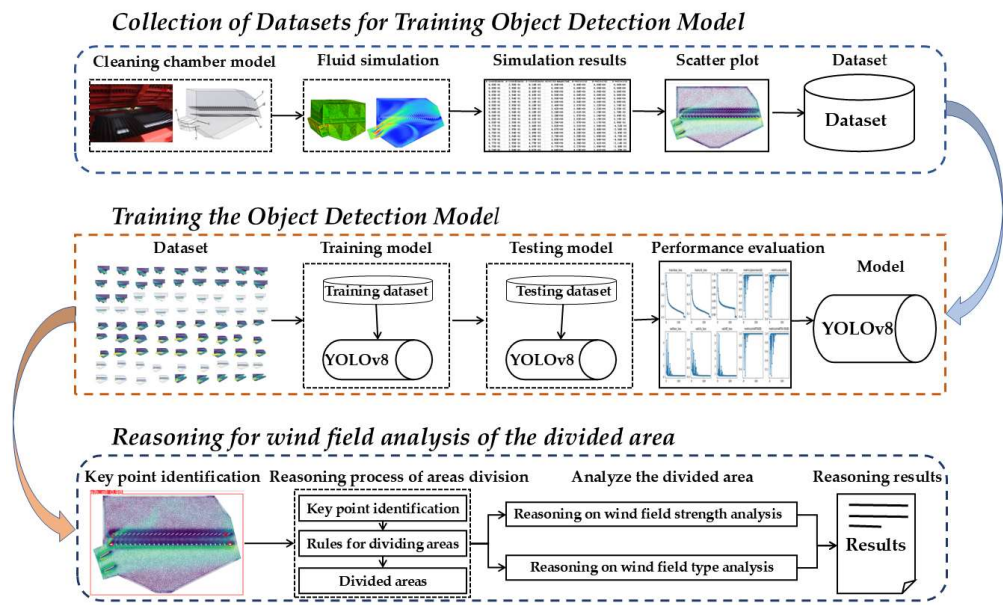 Collection of Datasets for Training Object Detection Model
Cleaning chamber model
Fluid simulation
Simulation results
Scatter plot
Dataset
Dataset
Training the Object Detection Model
Dataset
Training model
Testing model
Performance evaluation
Model
Training dataset
Testing dataset
YOLOv8
YOLOv8
YOLOv8
Reasoning for wind field analysis of the divided area
Key point identification
Reasoning process of areas division
Analyze the divided area
Reasoning results
Key point identification
Rules for dividing areas
Divided areas
Reasoning on wind field strength analysis
Reasoning on wind field type analysis
Results